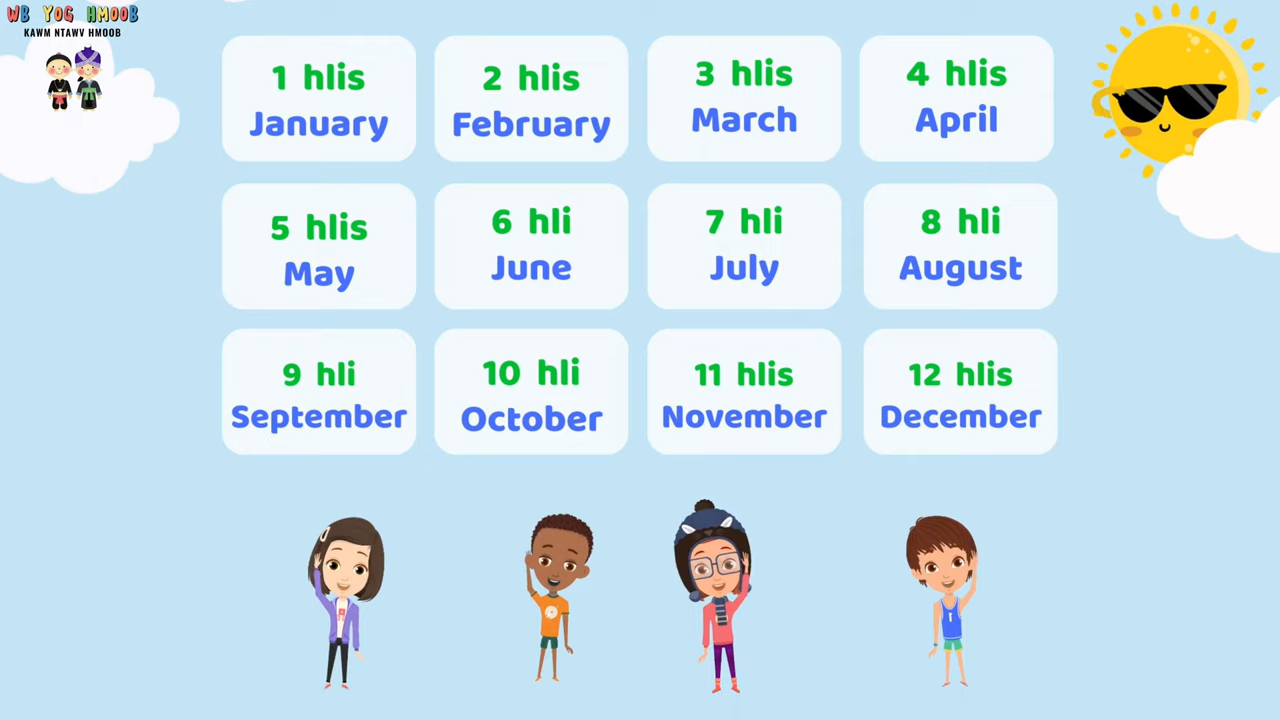 WB YOG HMOOB
KAWM NTAWV HMOOB
1 hlis
January
2 hlis
February
3 hlis
March
4 hlis
April
5 hlis
May
6 hli
June
7 hli
July
8 hli
August
9 hli
September
10 hli
October
11 hlis
November
12 hlis
December